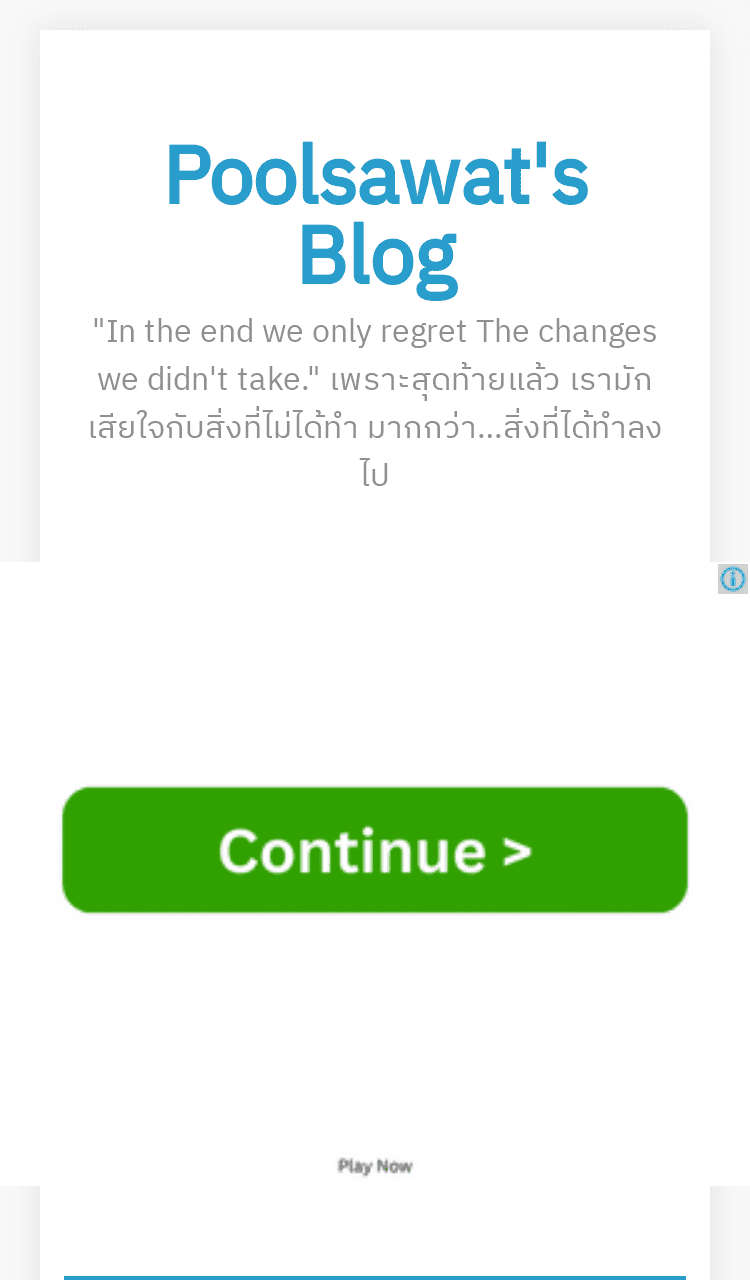 Poolsawat's
Blog
"In the end we only regret The changes
we didn't take." เพราะสุดท้ายแล้ว เรามัก
เสียใจกับสิ่งที่ไม่ได้ทำ มากกว่า...สิ่งที่ได้ทำลง
ไป
Continue >
Play Now